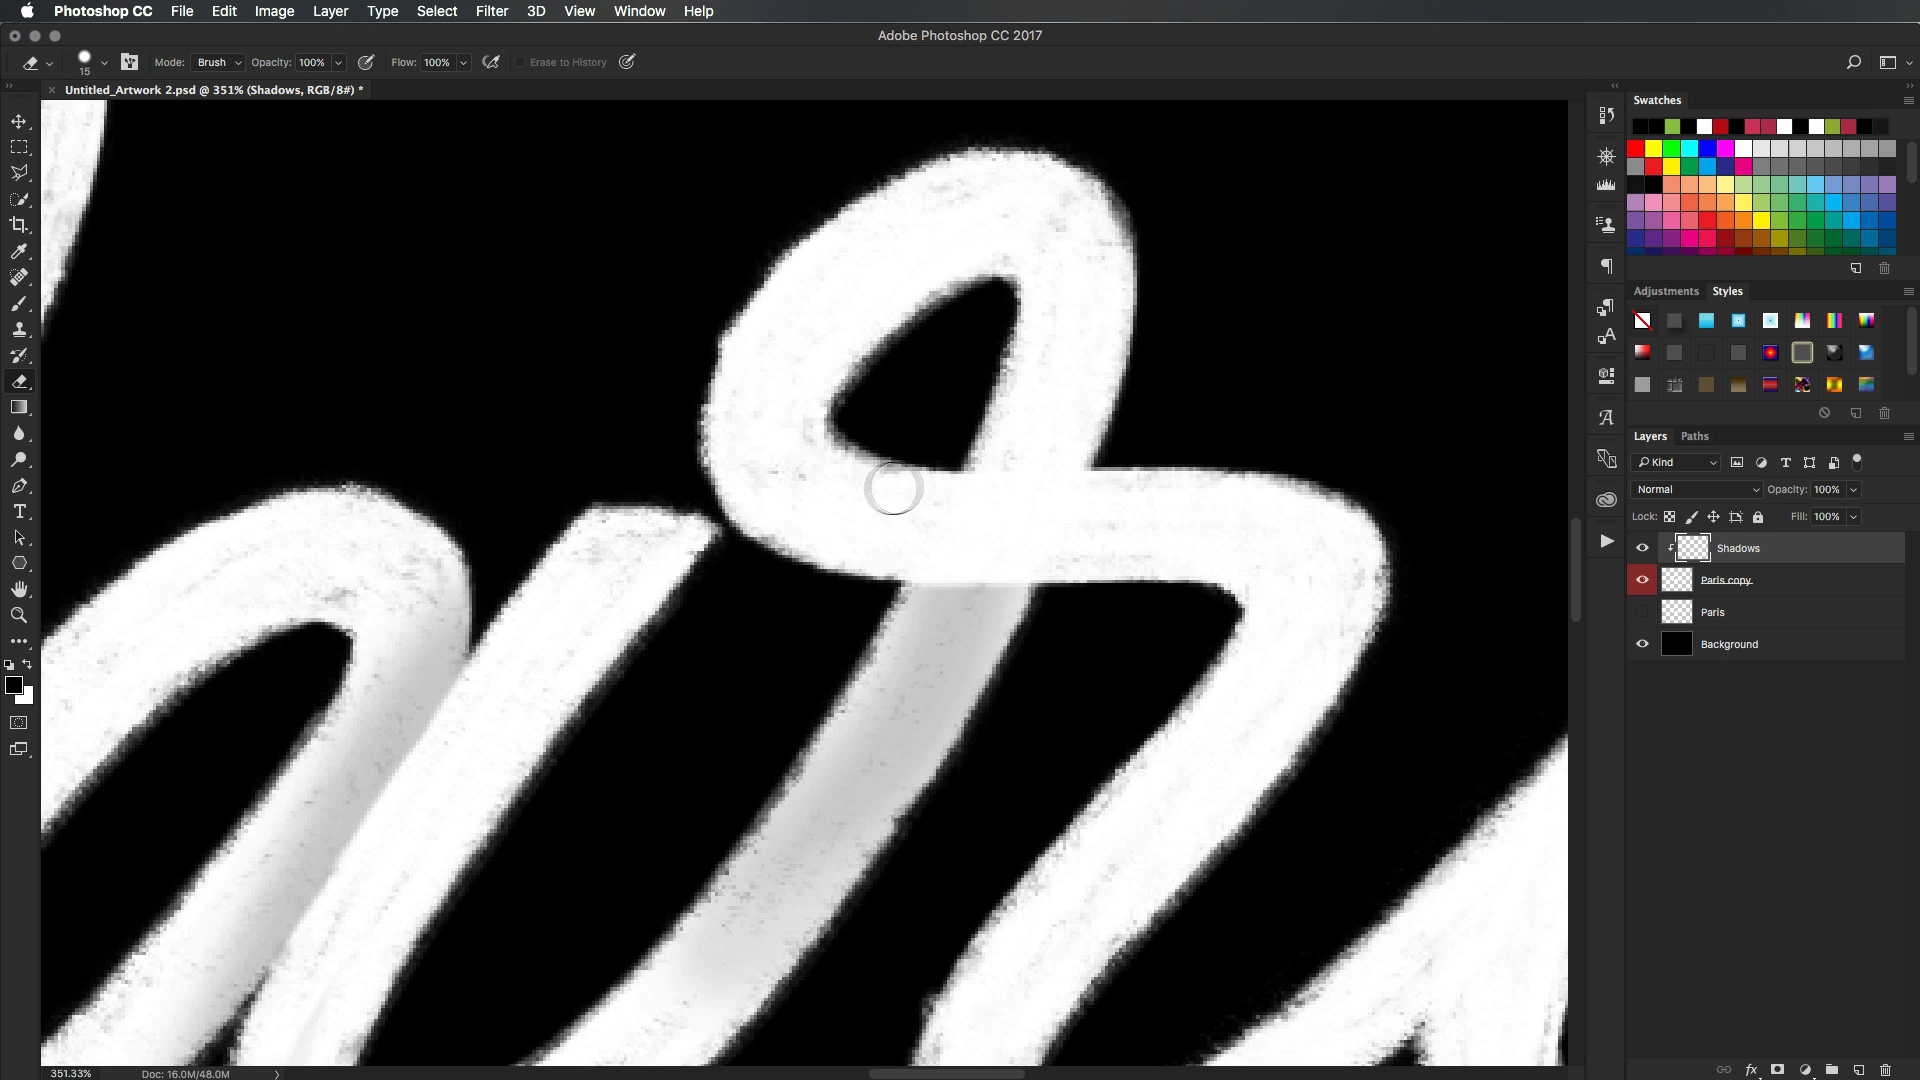 Photoshop CC File Edit Image Layer Type Select Filter 3D View Window Help
Adobe Photoshop CC 2017
15 Mode: Brush Opacity: 100% Flow: 100% Erase to History
Untitled_Artwork 2.psd @ 351% (Shadows, RGB/8#) *
Swatches
Adjustments Styles
Layers Paths
Kind
Normal Opacity: 100%
Lock: Fill: 100%
Shadows
Paris copy
Paris
Background
351.33% Doc: 16.0M/48.0M